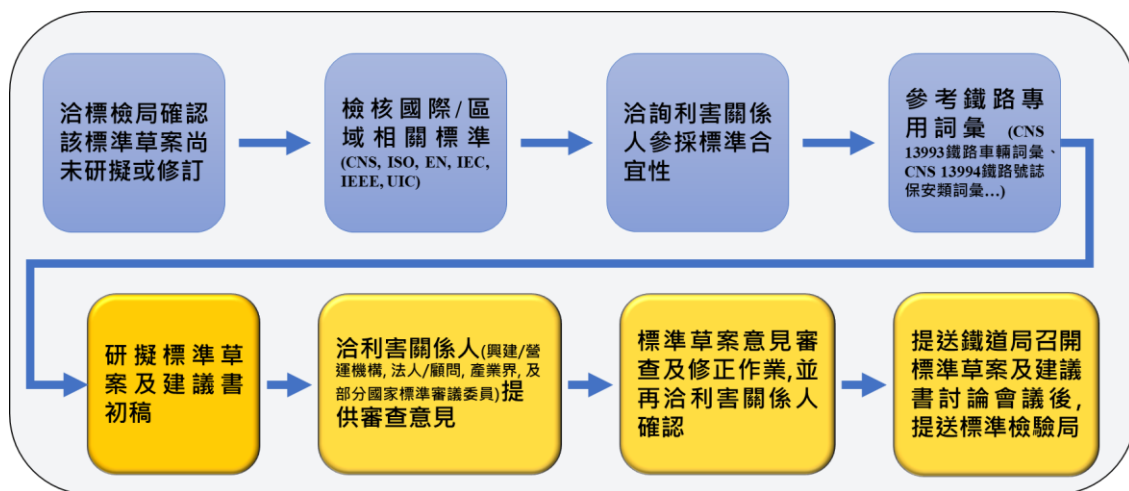 洽標檢局確認
該標準草案尚
未研擬或修訂
檢核國際/區
域相關標準
(CNS, ISO, EN, IEC,
IEEE, UIC)
洽詢利害關係
人參採標準合
宜性
參考鐵路專
用詞彙 (CNS
13993鐵路車輛詞彙、
CNS 13994鐵路號誌
保安類詞彙…)
研擬標準草
案及建議書
初稿
洽利害關係人(興建/營
運機構, 法人/顧問, 產業界, 及
部分國家標準審議委員)提
供審查意見
標準草案意見審
查及修正作業,並
再洽利害關係人
確認
提送鐵道局召開
標準草案及建議
書討論會議後,
提送標準檢驗局